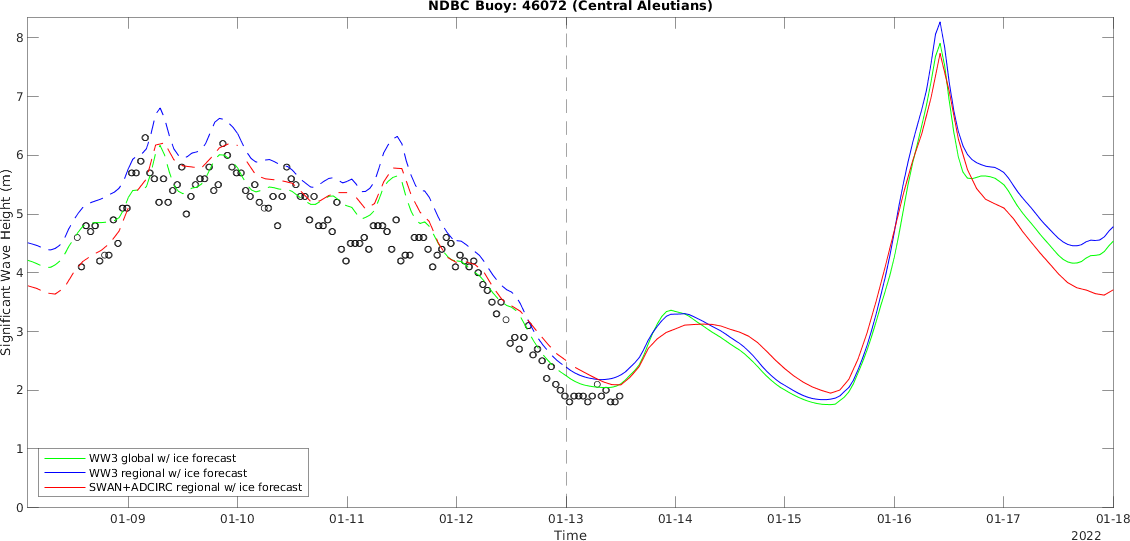 NDBC Buoy: 46072 (Central Aleutians)
8
7
6
5
4
3
2
1
0
Significant Wave Height (m)
WW3 global w/ ice forecast
WW3 regional w/ ice forecast
SWAN+ADCIRC regional w/ ice forecast
01-09 01-10 01-11 01-12 01-13 01-14 01-15 01-16 01-17 01-18
Time
2022